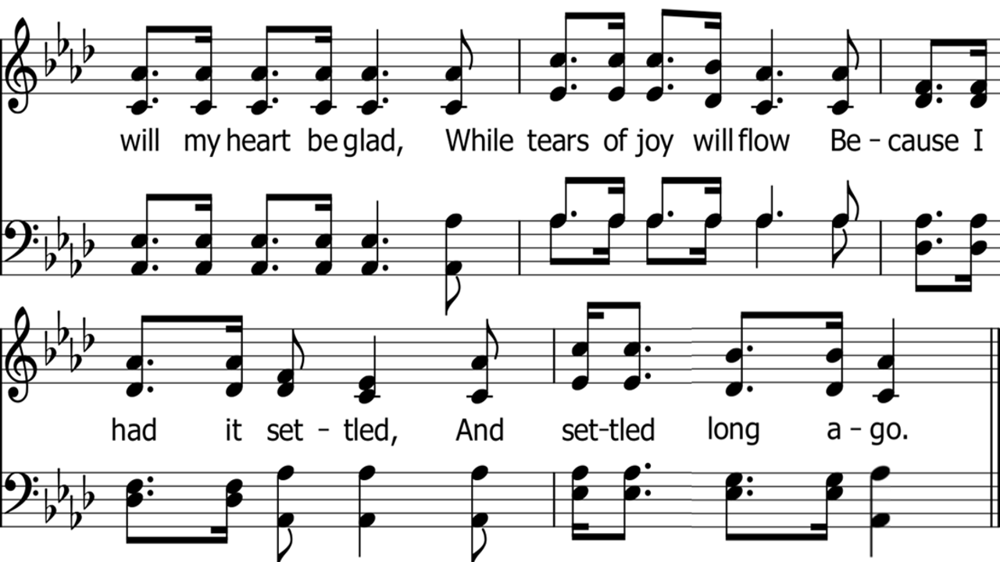 will my heart be glad, While tears of joy will flow Be - cause I
had it set - tled, And set-tled long a - go.